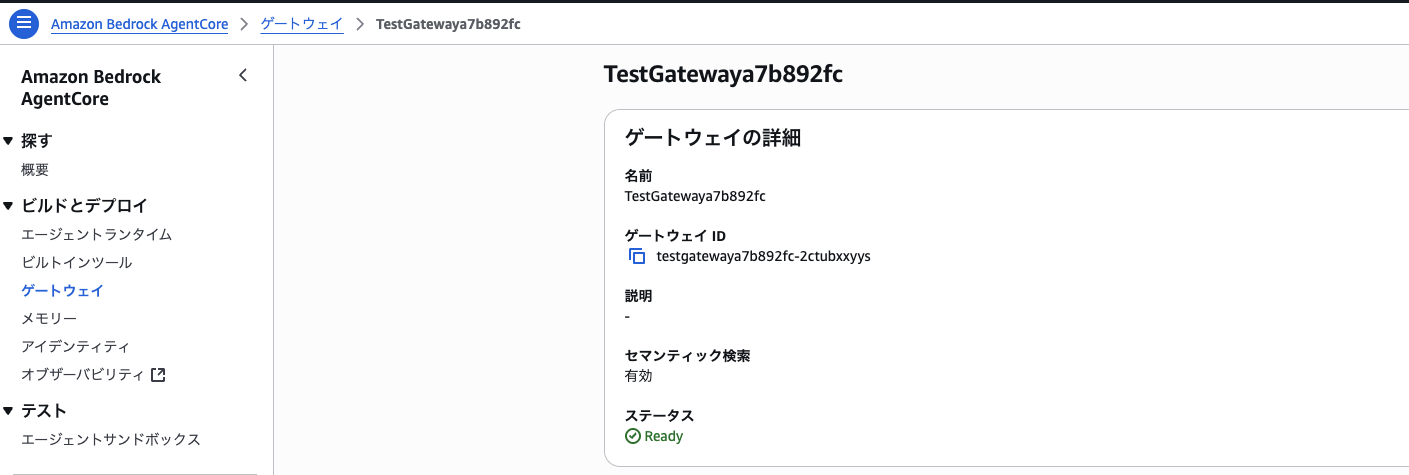 Amazon Bedrock AgentCore > ゲートウェイ > TestGatewaya7b892fc
Amazon Bedrock
AgentCore
探す
概要
ビルドとデプロイ
エージェントランタイム
ビルトインツール
ゲートウェイ
メモリー
アイデンティティ
オブザーバビリティ
テスト
エージェントサンドボックス
TestGatewaya7b892fc
ゲートウェイの詳細
名前
TestGatewaya7b892fc
ゲートウェイ ID
testgatewaya7b892fc-2ctubxxyys
説明
-
セマンティック検索
有効
ステータス
Ready